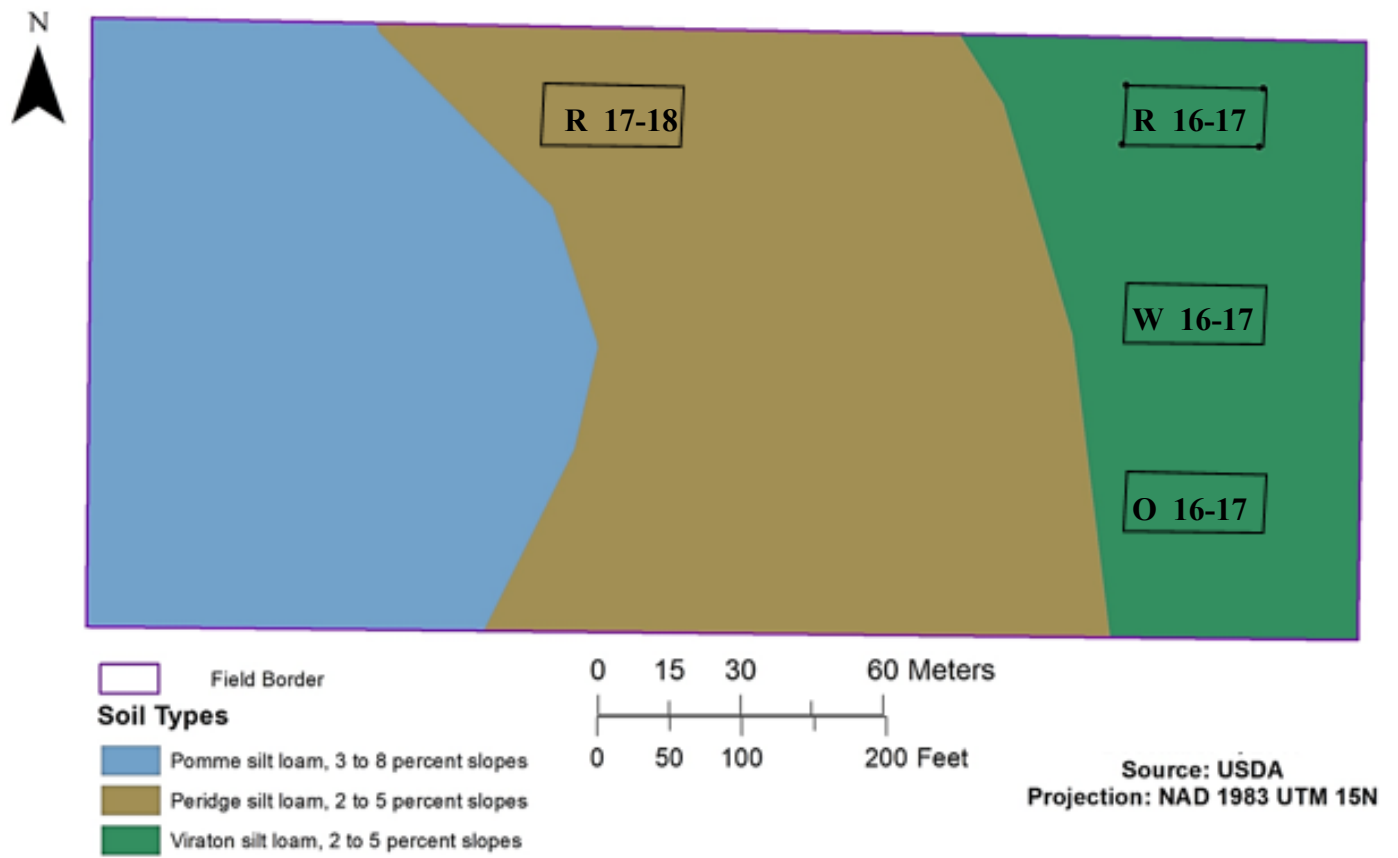 N
R 17-18
R 16-17
W 16-17
O 16-17
Field Border
Soil Types
Pomme silt loam, 3 to 8 percent slopes
Peridge silt loam, 2 to 5 percent slopes
Viraton silt loam, 2 to 5 percent slopes
0 15 30 60 Meters
0 50 100 200 Feet
Source: USDA
Projection: NAD 1983 UTM 15N